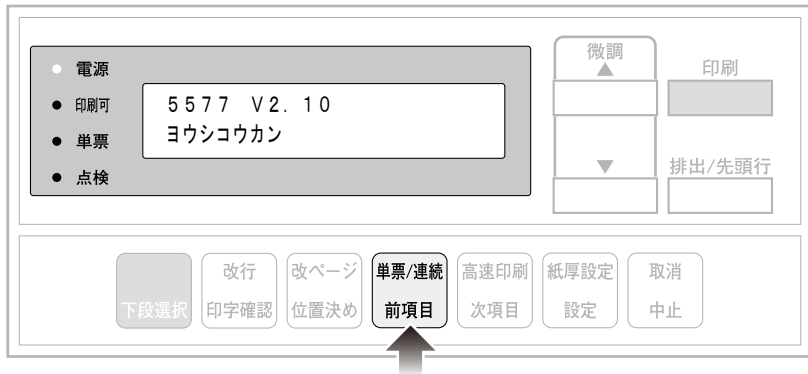 電源
印刷可
単票
点検
5577 V2.10
ヨウシコウカン
微調
▲
▼
印刷
排出/先頭行
下段選択
改行
印字確認
改ページ
位置決め
単票/連続
前項目
高速印刷
次項目
紙厚設定
設定
取消
中止